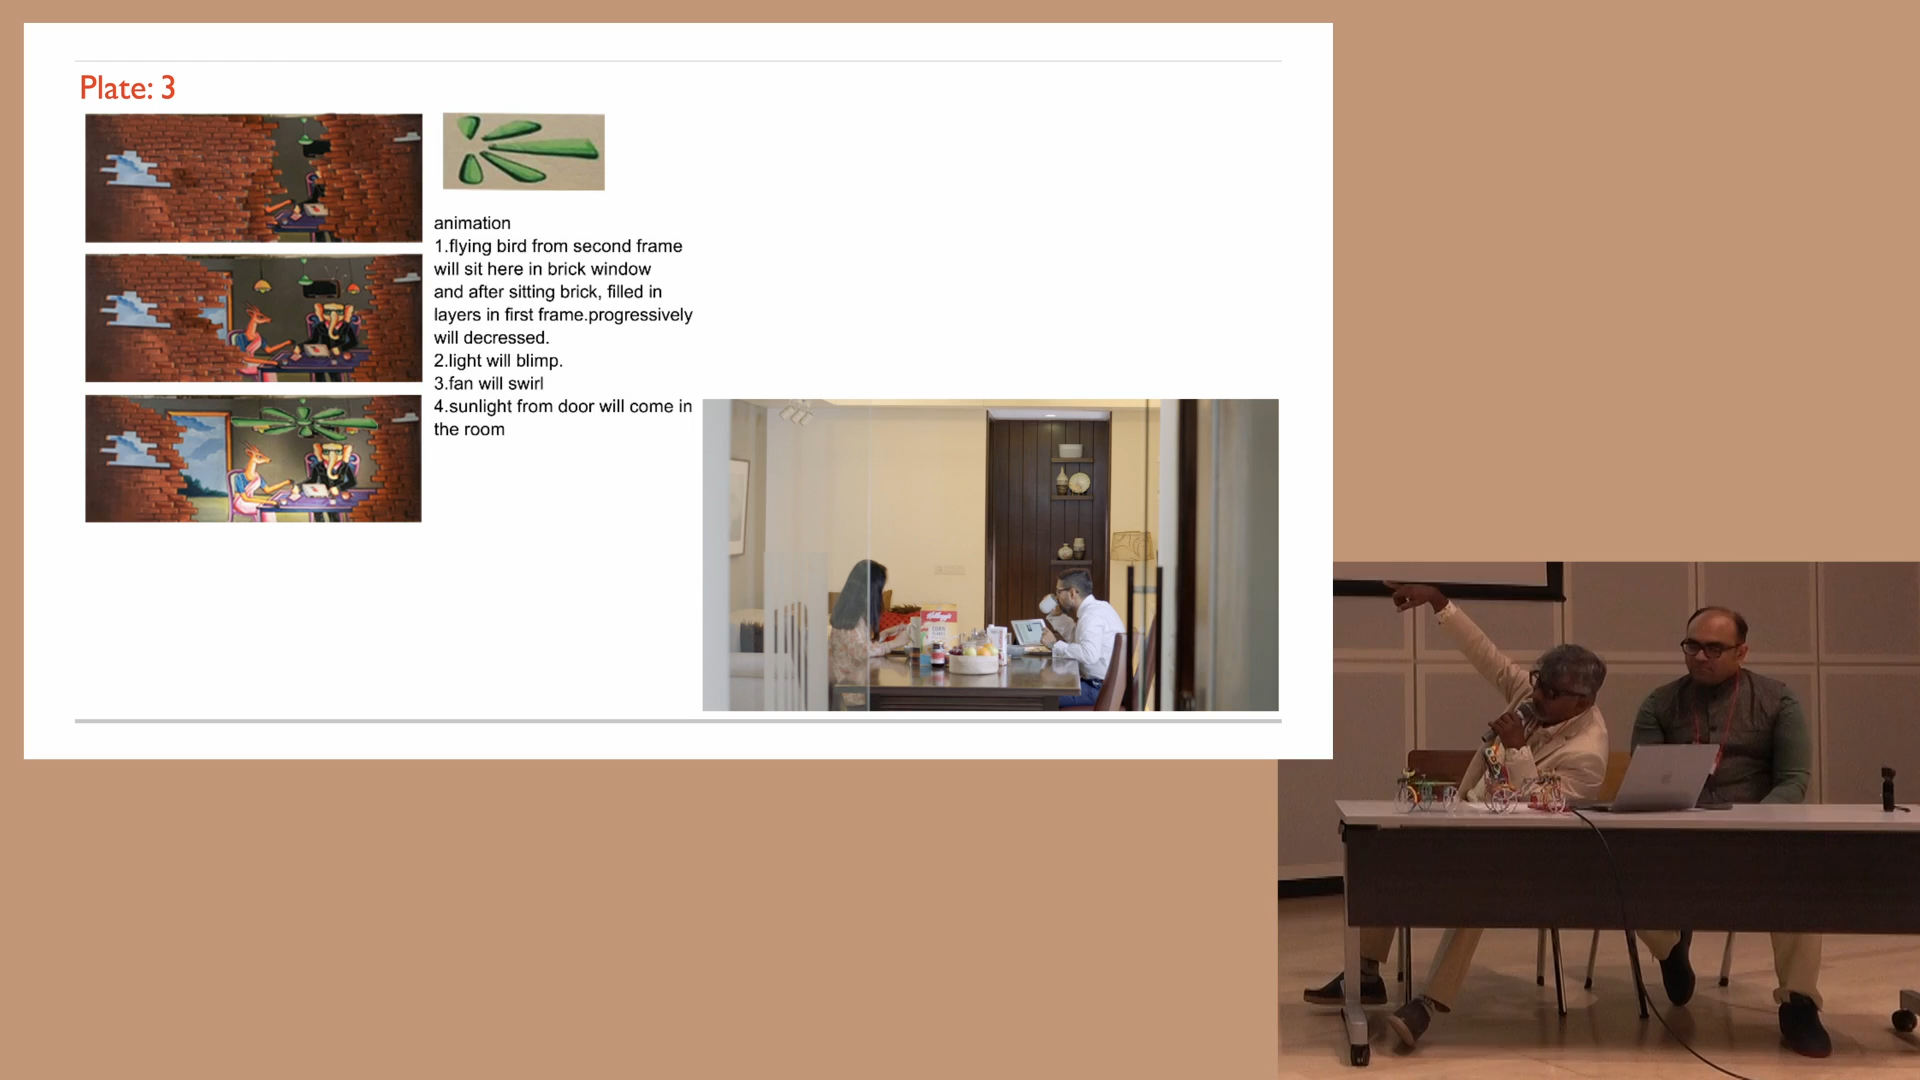 Plate: 3
animation
1.flying bird from second frame
will sit here in brick window
and after sitting brick, filled in
layers in first frame.progressively
will decressed.
2.light will blimp.
3.fan will swirl
4.sunlight from door will come in
the room
Kellogg's
CORN